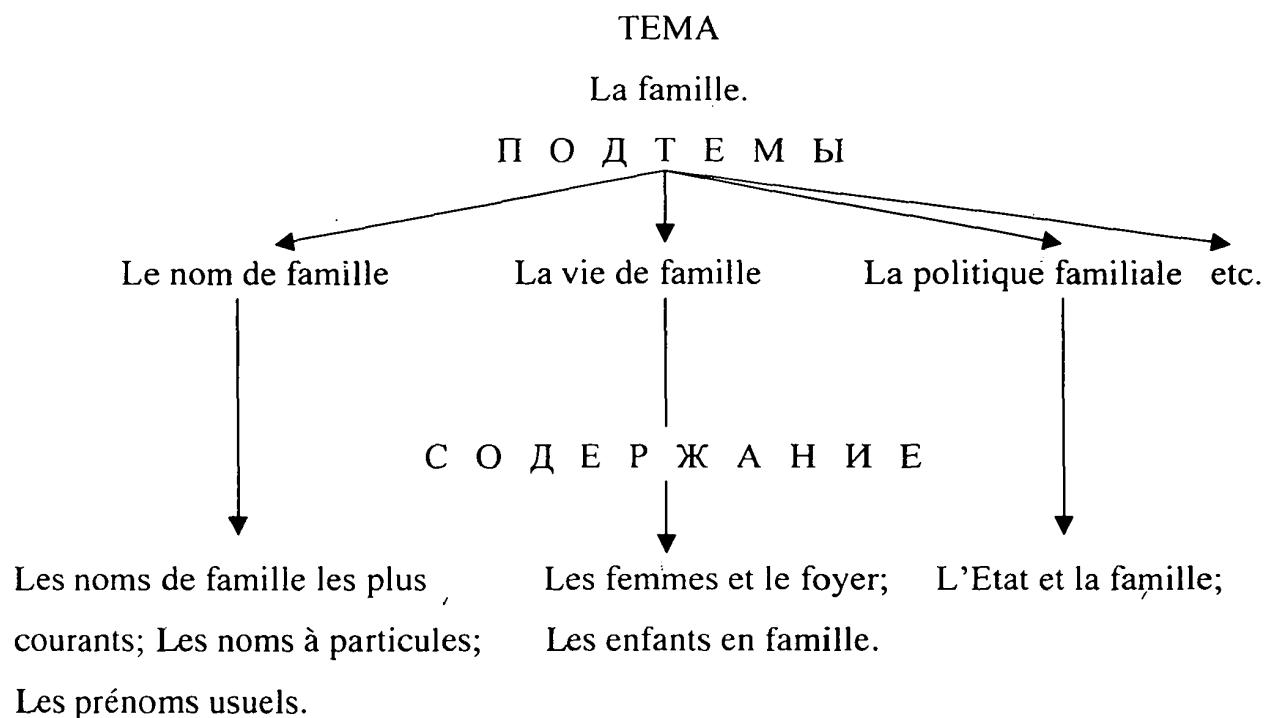 ТЕМА
La famille.
П О Д Т Е М Ы
Le nom de famille La vie de famille La politique familiale etc.
С О Д Е Р Ж А Н И Е
Les noms de famille les plus Les femmes et le foyer; L'Etat et la famille;
courants; Les noms à particules; Les enfants en famille.
Les prénoms usuels.